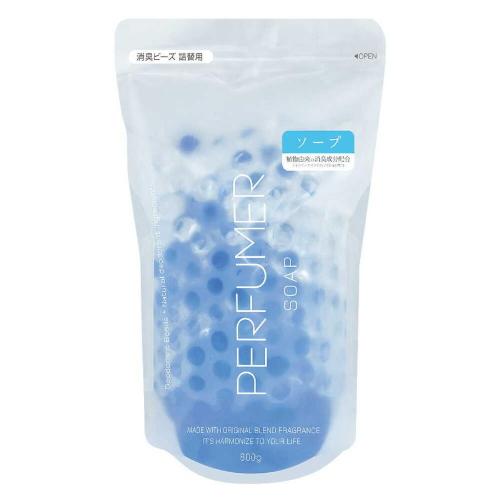 消臭ビーズ 詰替用
◀OPEN
ソープ
植物由来の消臭成分配合
PERFUMER
SOAP
Deodorant Beads + Natural deodorant ingredient
MADE WITH ORIGINAL BLEND FRAGRANCE
IT'S HARMONIZE TO YOUR LIFE.
600g